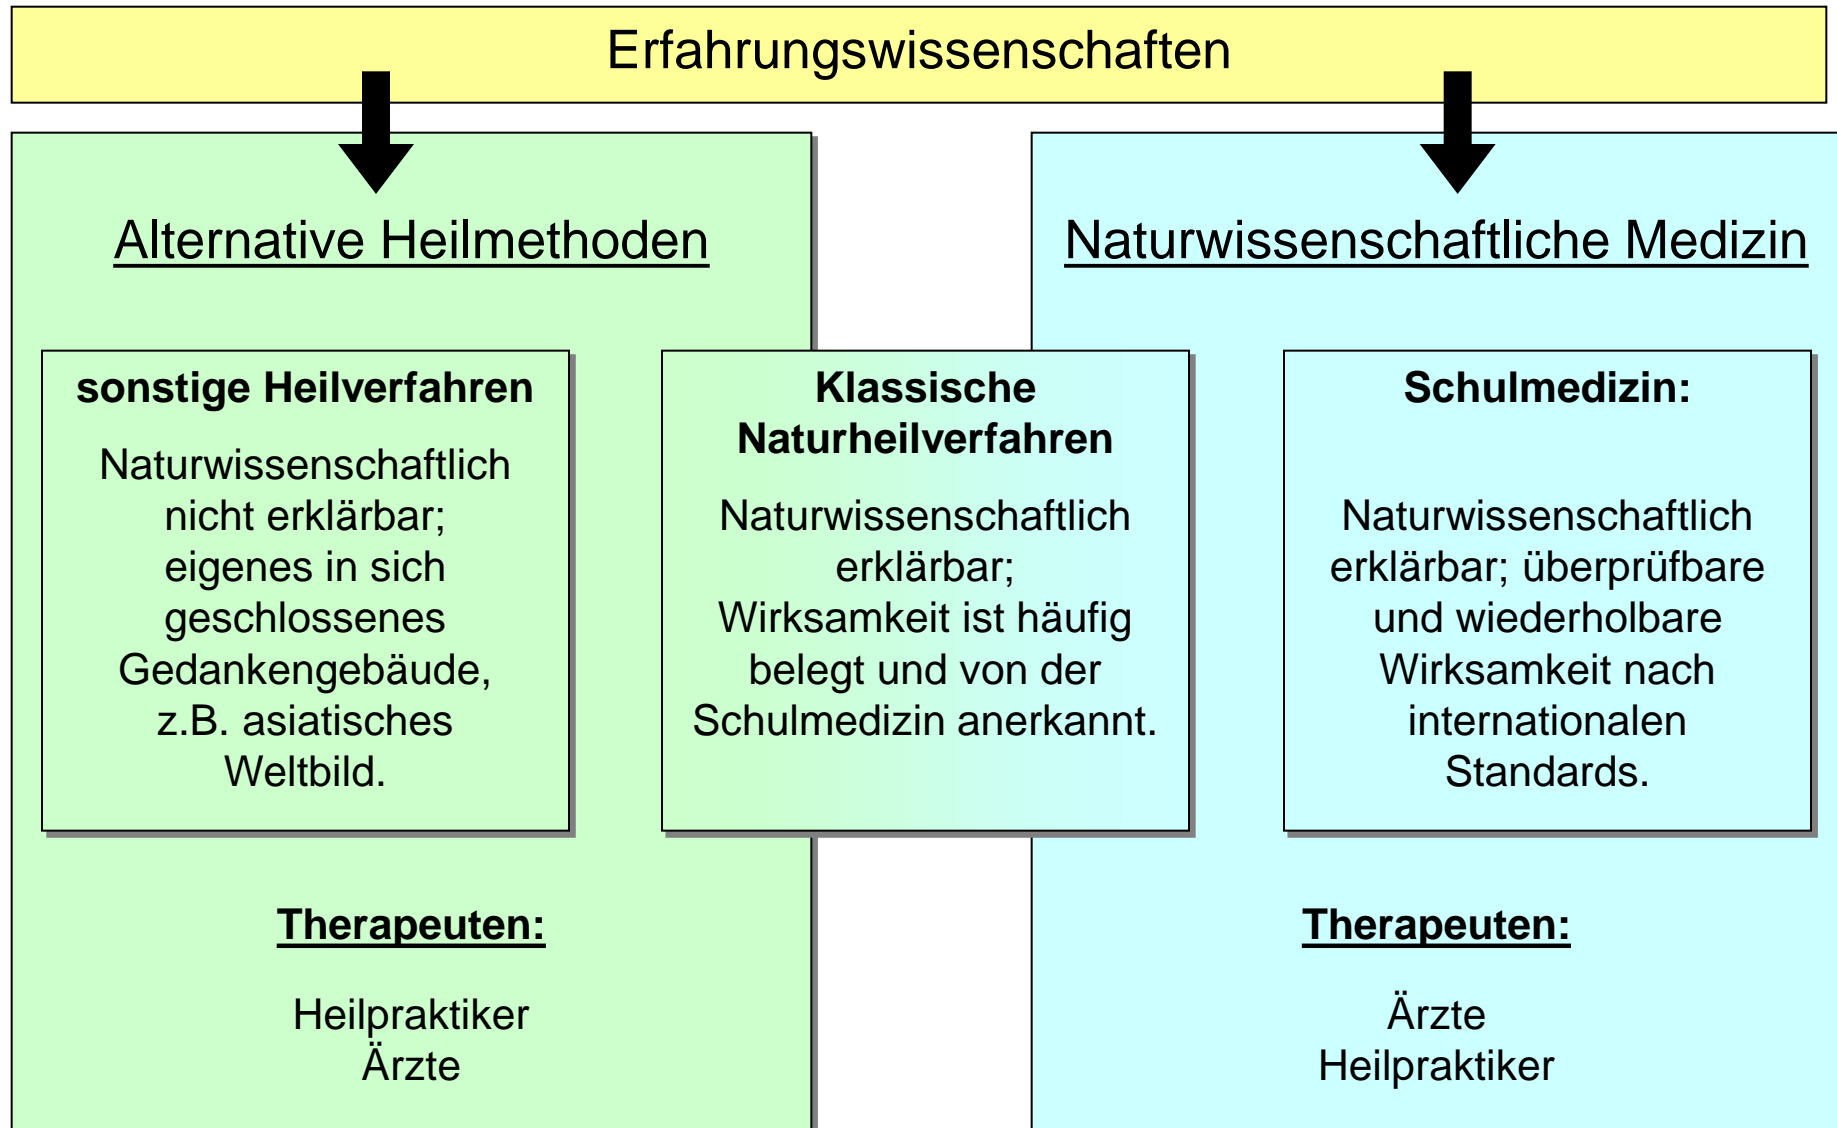 Erfahrungswissenschaften
Alternative Heilmethoden
sonstige Heilverfahren
Naturwissenschaftlich
nicht erklärbar;
eigenes in sich
geschlossenes
Gedankengebäude,
z.B. asiatisches
Weltbild.
Klassische
Naturheilverfahren
Naturwissenschaftlich
erklärbar;
Wirksamkeit ist häufig
belegt und von der
Schulmedizin anerkannt.
Therapeuten:
Heilpraktiker
Ärzte
Naturwissenschaftliche Medizin
Schulmedizin:
Naturwissenschaftlich
erklärbar; überprüfbare
und wiederholbare
Wirksamkeit nach
internationalen
Standards.
Therapeuten:
Ärzte
Heilpraktiker